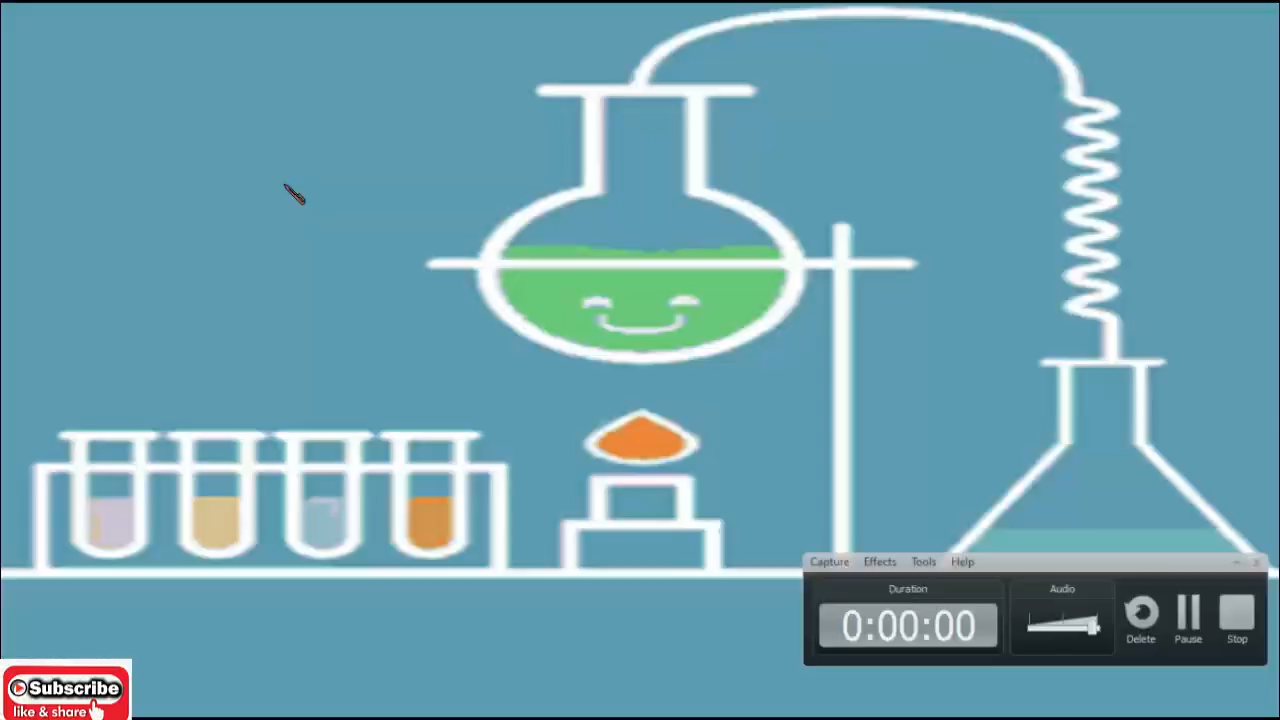 Capture Effects Tools Help
Duration
Audio
0:00:00
Delete
Pause
Stop
Subscribe
like & share